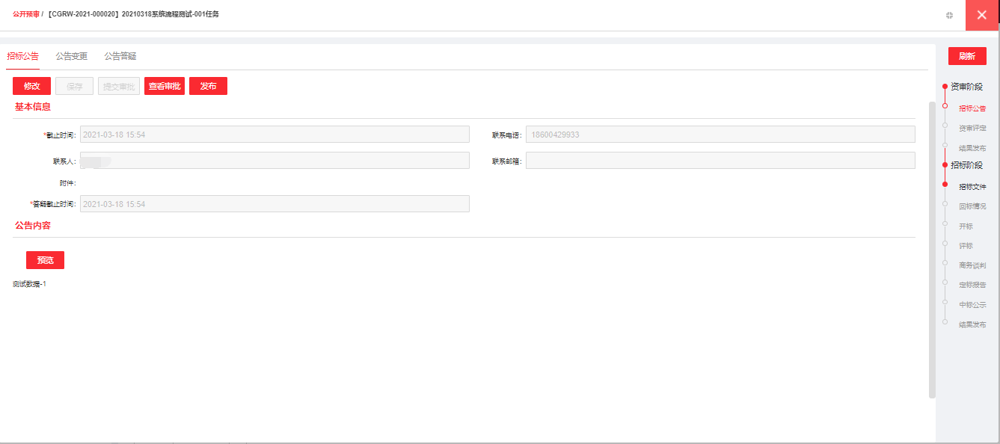 公开预审 / 【CGRW-2021-000020】20210318系统流程测试-001任务
招标公告 公告变更 公告答疑
修改 保存 提交审批 查看审批 发布
基本信息
*截止时间: 2021-03-18 15:54 联系电话: 18600429933
联系人: 联系邮箱:
附件:
*答疑截止时间: 2021-03-18 15:54
公告内容
预览
测试数据-1
刷新
资审阶段
招标公告
资审评定
结果发布
招标阶段
招标文件
回标情况
开标
评标
商务谈判
定标报告
中标公示
结果发布